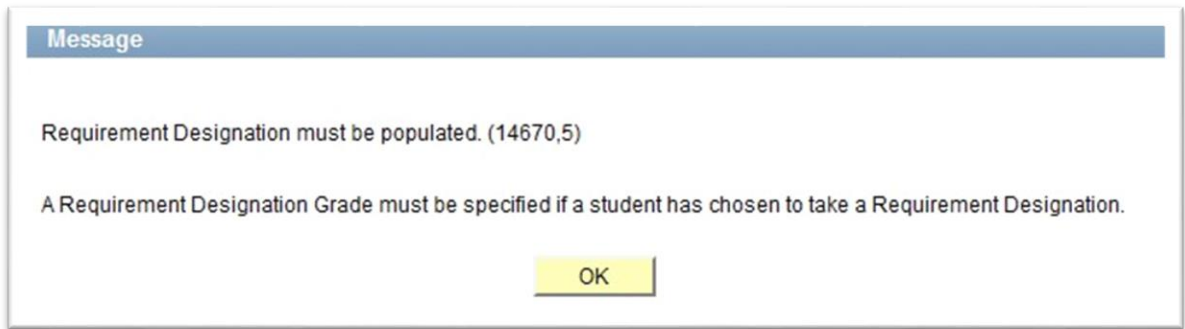 Message
Requirement Designation must be populated. (14670,5)
A Requirement Designation Grade must be specified if a student has chosen to take a Requirement Designation.
OK